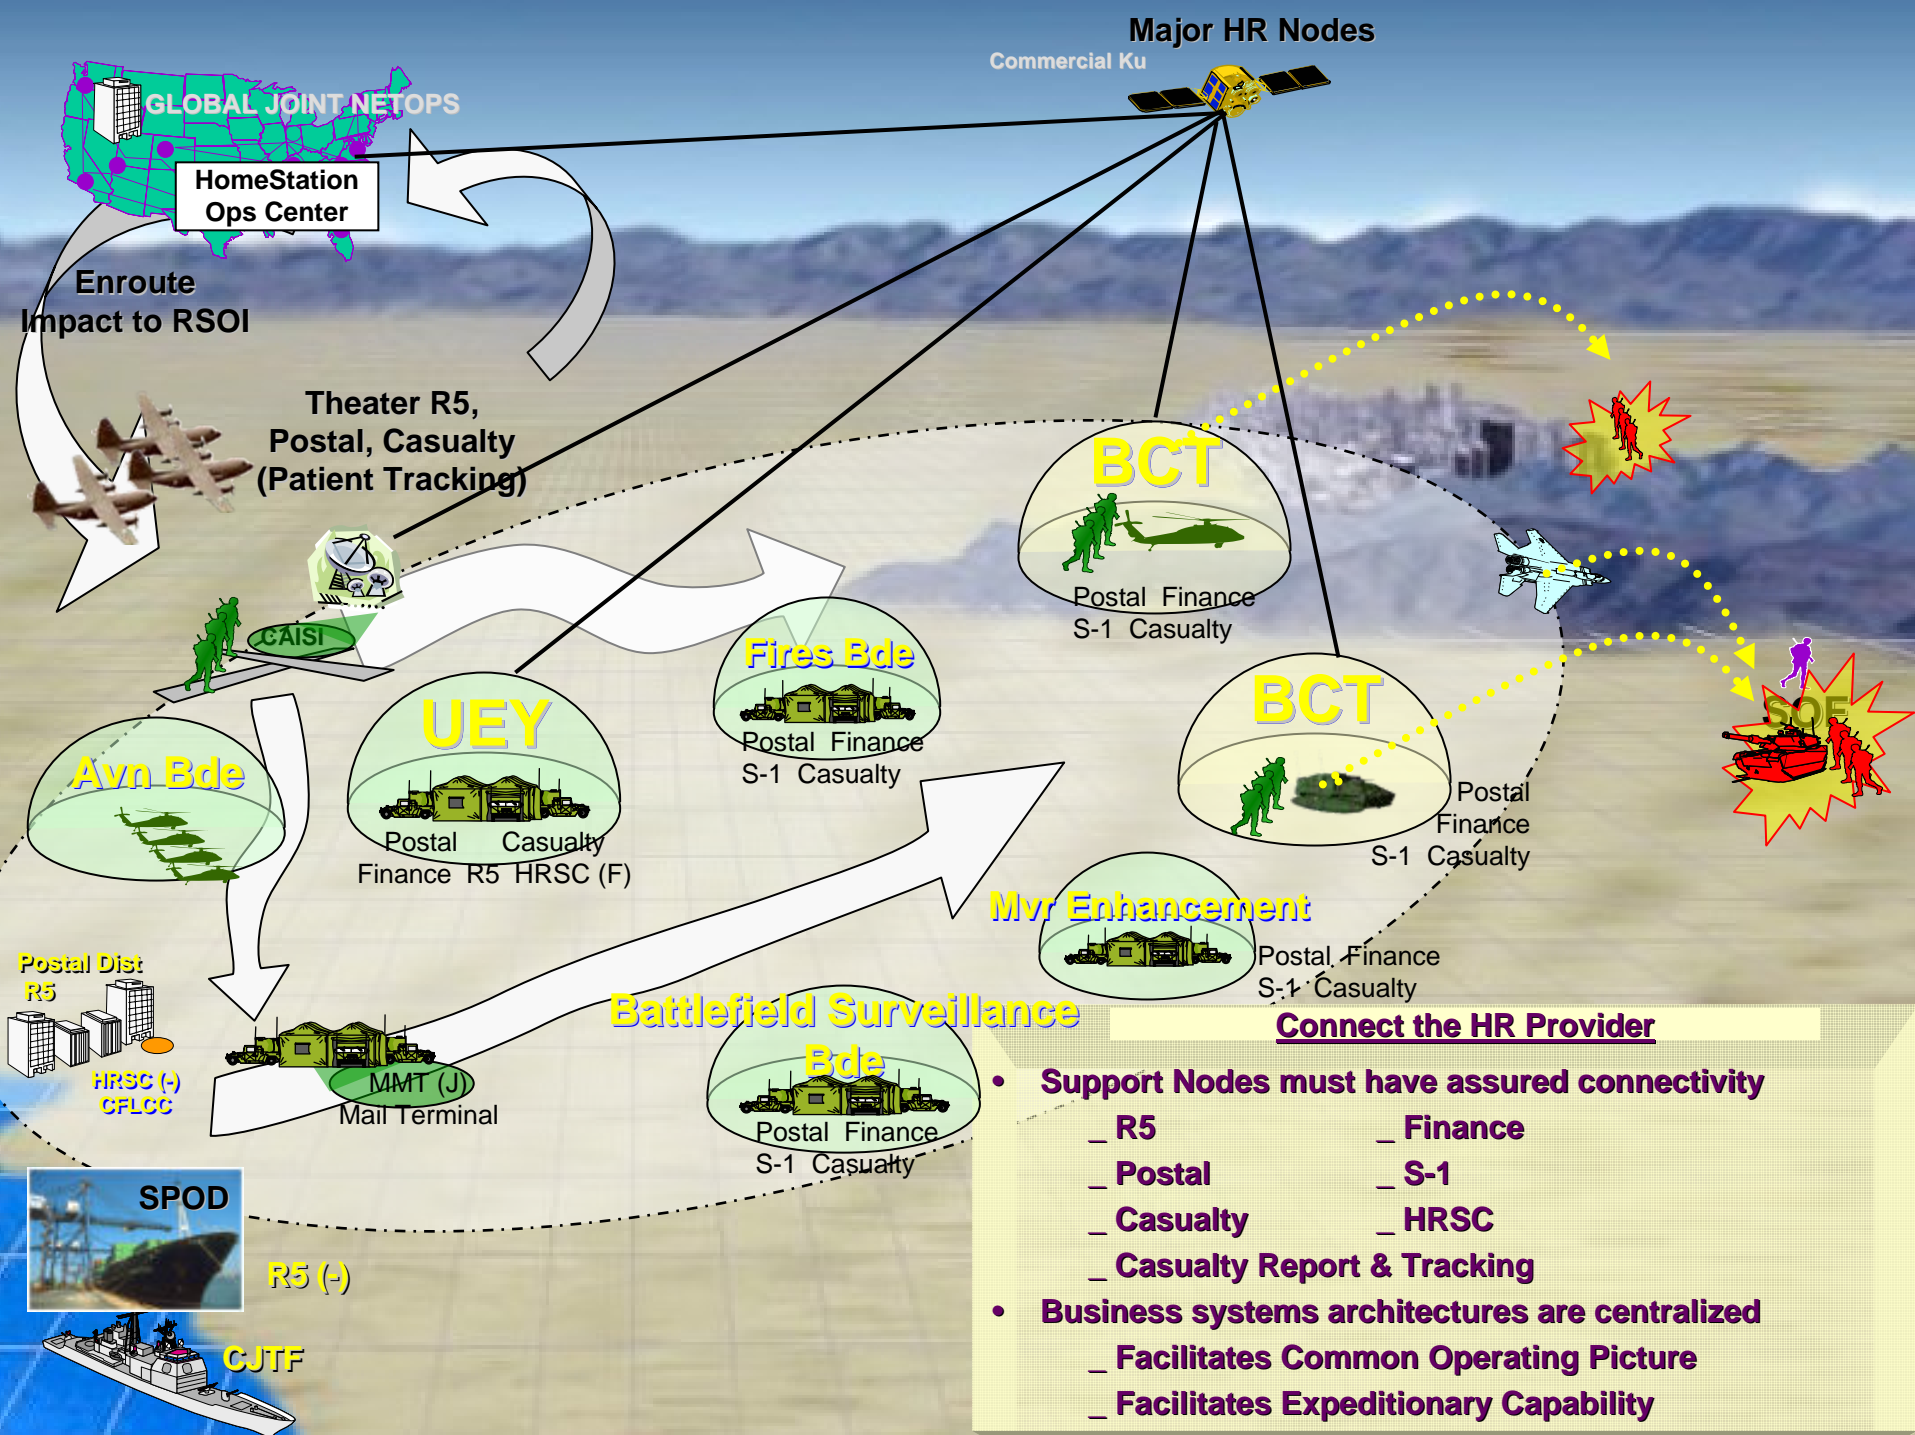 Major HR Nodes
Commercial Ku
GLOBAL JOINT NETOPS
HomeStation
Ops Center
Enroute
Impact to RSOI
Theater R5,
Postal, Casualty
(Patient Tracking)
CAISI
BCT
Postal Finance
S-1 Casualty
Fires Bde
Postal Finance
S-1 Casualty
UEY
Postal Casualty
Finance R5 HRSC (F)
Avn Bde
BCT
Postal
Finance
S-1 Casualty
SOF
Mvr Enhancement
Postal Finance
S-1 Casualty
Postal Dist
R5
HRSC (-)
CFLCC
MMT (J)
Mail Terminal
Battlefield Surveillance
Bde
Postal Finance
S-1 Casualty
SPOD
R5 (-)
CJTF
Connect the HR Provider
• Support Nodes must have assured connectivity
_ R5 _ Finance
_ Postal _ S-1
_ Casualty _ HRSC
_ Casualty Report & Tracking
• Business systems architectures are centralized
_ Facilitates Common Operating Picture
_ Facilitates Expeditionary Capability